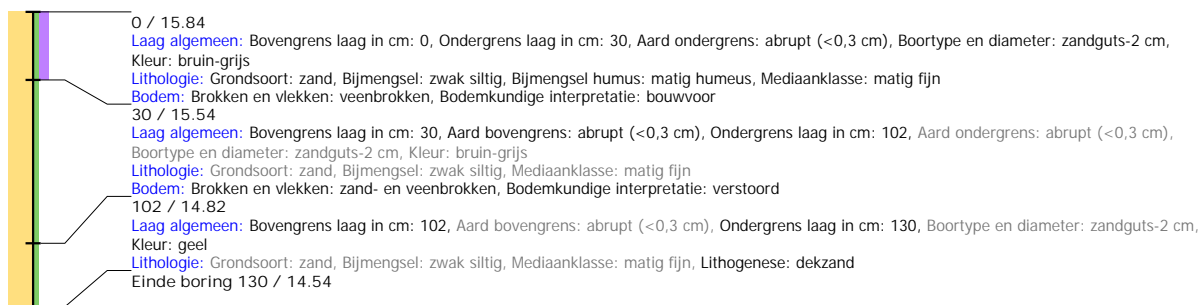 0 / 15.84
Laag algemeen: Bovengrens laag in cm: 0, Ondergrens laag in cm: 30, Aard ondergrens: abrupt (<0,3 cm), Boortype en diameter: zandguts-2 cm,
Kleur: bruin-grijs
Lithologie: Grondsoort: zand, Bijmengsel: zwak siltig, Bijmengsel humus: matig humeus, Mediaanklasse: matig fijn
Bodem: Brokken en vlekken: veenbrokken, Bodemkundige interpretatie: bouwvoor
30 / 15.54
Laag algemeen: Bovengrens laag in cm: 30, Aard bovengrens: abrupt (<0,3 cm), Ondergrens laag in cm: 102, Aard ondergrens: abrupt (<0,3 cm),
Boortype en diameter: zandguts-2 cm, Kleur: bruin-grijs
Lithologie: Grondsoort: zand, Bijmengsel: zwak siltig, Mediaanklasse: matig fijn
Bodem: Brokken en vlekken: zand- en veenbrokken, Bodemkundige interpretatie: verstoord
102 / 14.82
Laag algemeen: Bovengrens laag in cm: 102, Aard bovengrens: abrupt (<0,3 cm), Ondergrens laag in cm: 130, Boortype en diameter: zandguts-2 cm,
Kleur: geel
Lithologie: Grondsoort: zand, Bijmengsel: zwak siltig, Mediaanklasse: matig fijn, Lithogenese: dekzand
Einde boring 130 / 14.54